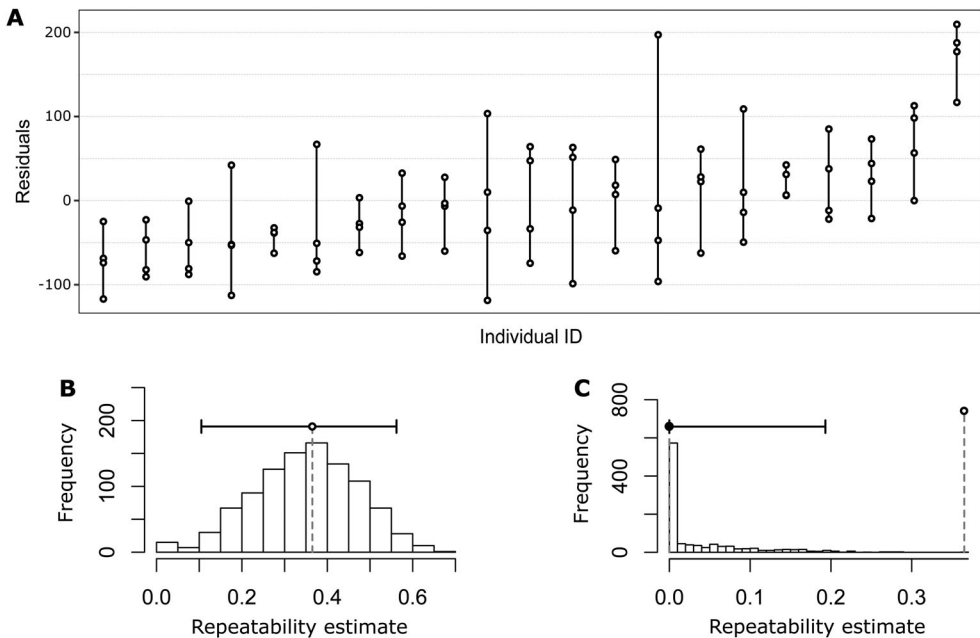 A
200
100
0
-100
Residuals
Individual ID
B
200
100
0
Frequency
0.0 0.2 0.4 0.6
Repeatability estimate
C
800
400
0
Frequency
0.0 0.1 0.2 0.3
Repeatability estimate